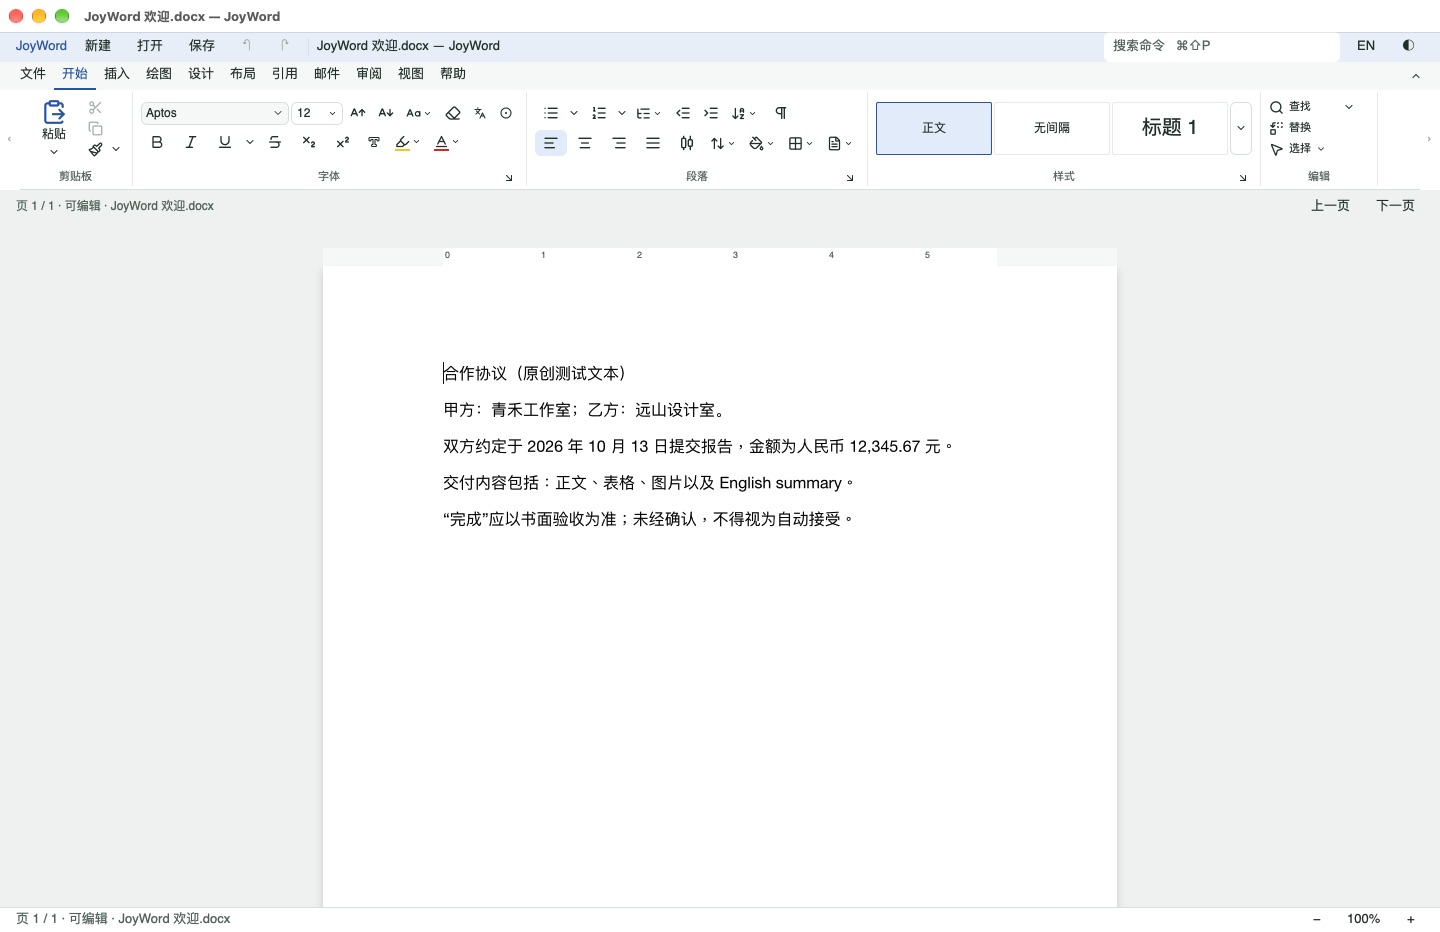 JoyWord 欢迎.docx — JoyWord
JoyWord 新建 打开 保存 JoyWord 欢迎.docx — JoyWord 搜索命令 ⌘⇧P EN
文件 开始 插入 绘图 设计 布局 引用 邮件 审阅 视图 帮助
粘贴
剪贴板
Aptos 12
字体
段落
正文 无间隔 标题 1
样式
查找
替换
选择
编辑
页 1 / 1 · 可编辑 · JoyWord 欢迎.docx 上一页 下一页
0 1 2 3 4 5
合作协议（原创测试文本）
甲方：青禾工作室；乙方：远山设计室。
双方约定于 2026 年 10 月 13 日提交报告，金额为人民币 12,345.67 元。
交付内容包括：正文、表格、图片以及 English summary。
“完成”应以书面验收为准；未经确认，不得视为自动接受。
页 1 / 1 · 可编辑 · JoyWord 欢迎.docx − 100% +